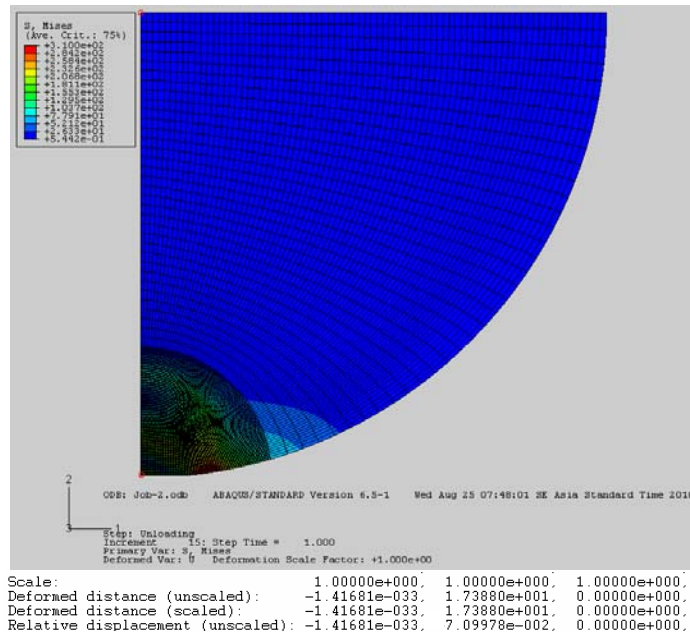 S, Mises
(Ave. Crit.: 75%)
+3.100e+02
+2.842e+02
+2.584e+02
+2.326e+02
+2.068e+02
+1.811e+02
+1.553e+02
+1.295e+02
+1.037e+02
+7.791e+01
+5.212e+01
+2.633e+01
+5.442e-01
2
3
1
ODB: Job-2.odb ABAQUS/STANDARD Version 6.5-1 Wed Aug 25 07:48:01 SE Asia Standard Time 201
Step: Unloading
Increment 15: Step Time = 1.000
Primary Var: S, Mises
Deformed Var: U Deformation Scale Factor: +1.000e+00
Scale: 1.00000e+000, 1.00000e+000, 1.00000e+000,
Deformed distance (unscaled): -1.41681e-033, 1.73880e+001, 0.00000e+000,
Deformed distance (scaled): -1.41681e-033, 1.73880e+001, 0.00000e+000,
Relative displacement (unscaled): -1.41681e-033, 7.09978e-002, 0.00000e+000,